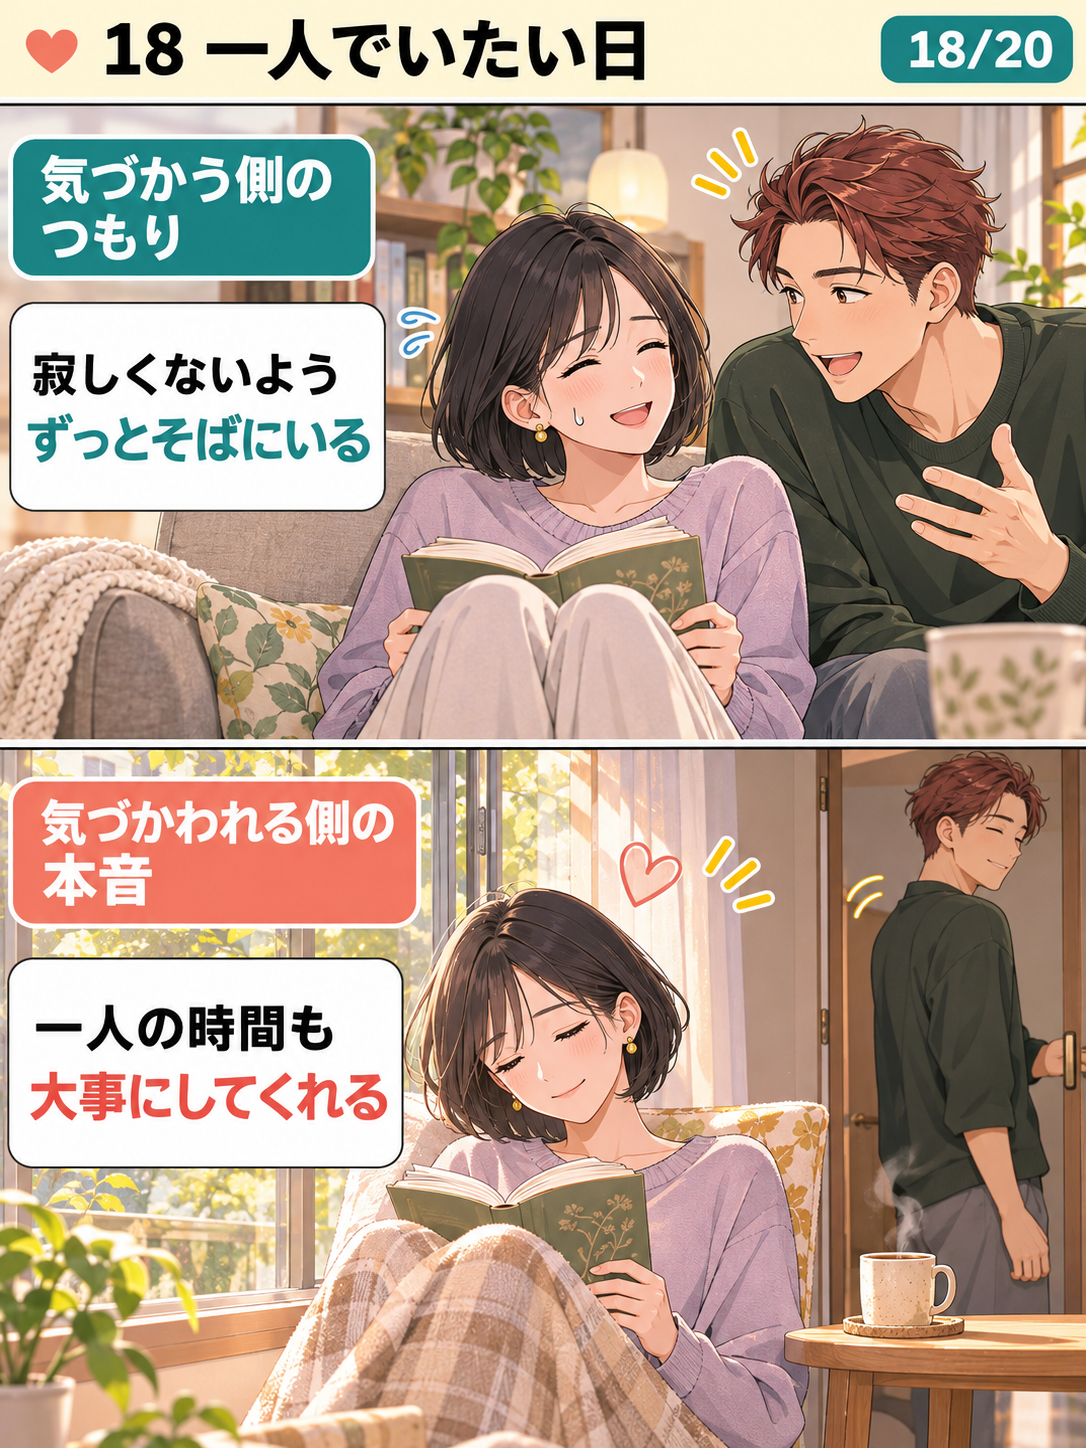 18 一人でいたい日
18/20
気づかう側の
つもり
寂しくないよう
ずっとそばにいる
気づかわれる側の
本音
一人の時間も
大事にしてくれる